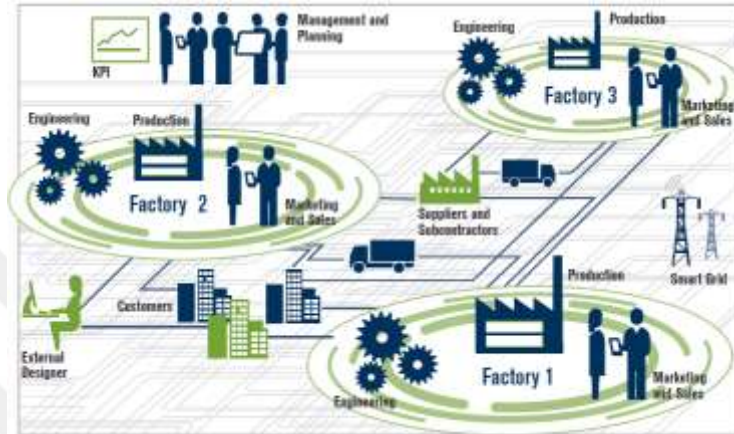 Management and
Planning
KPI
Engineering
Production
Factory 3
Marketing
and Sales
Engineering
Production
Factory 2
Marketing
and Sales
Suppliers and
Subcontractors
Smart Grid
Customers
External
Designer
Production
Factory 1
Engineering
Marketing
and Sales